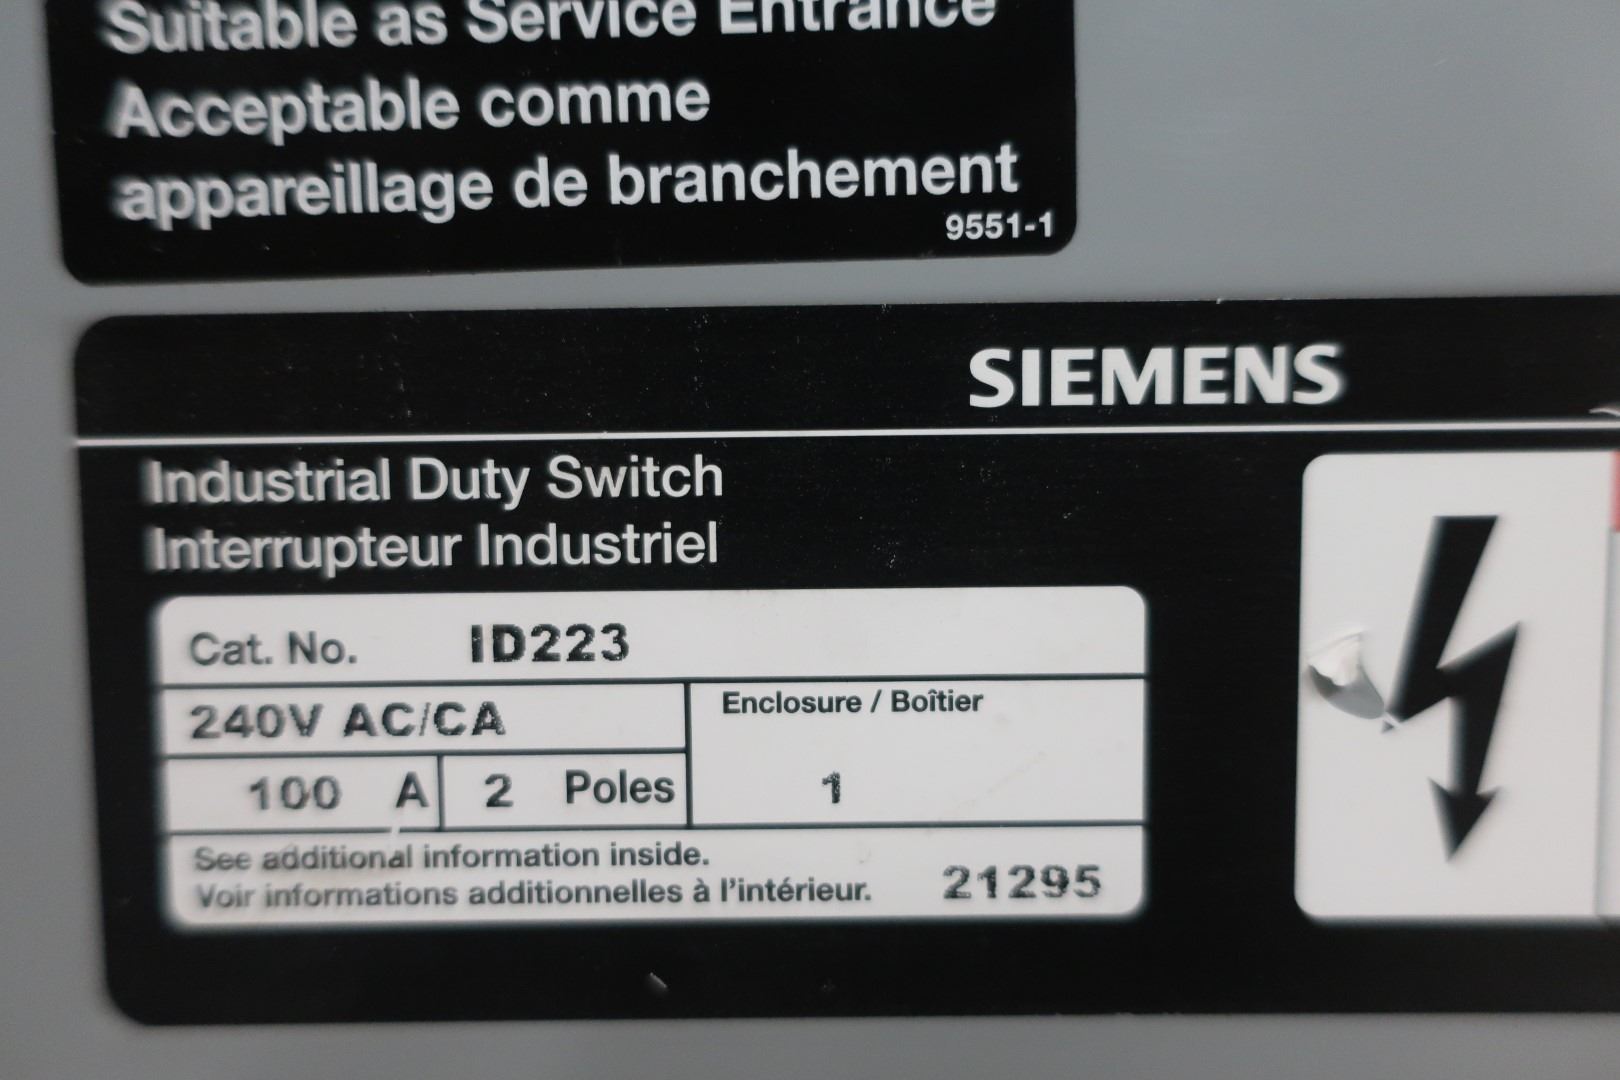 Suitable as Service Entrance
Acceptable comme
appareillage de branchement
9551-1
SIEMENS
Industrial Duty Switch
Interrupteur Industriel
Cat. No. ID223
240V AC/CA
Enclosure / Boîtier
100 A 2 Poles
1
See additional information inside.
Voir informations additionnelles à l'intérieur.
21295